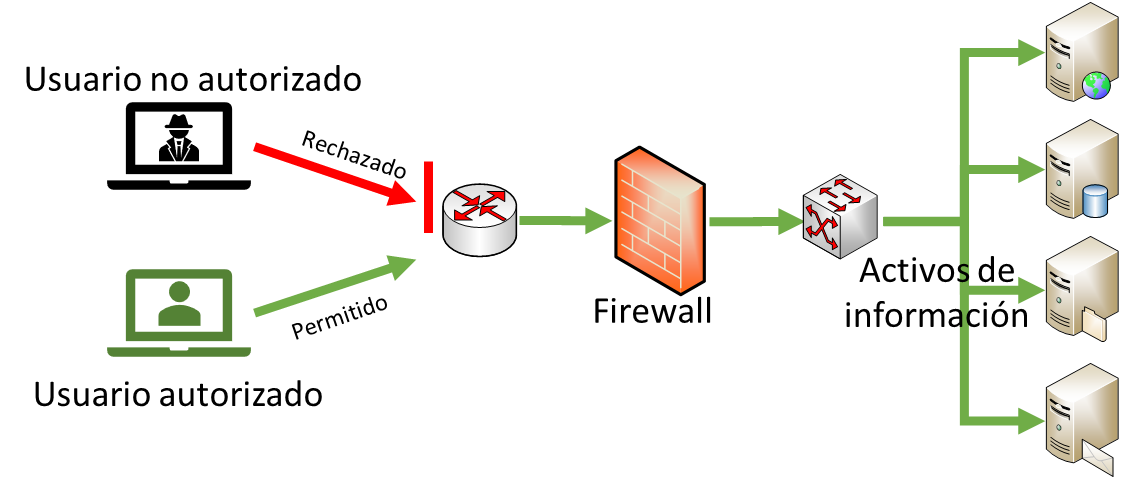 Usuario no autorizado
Rechazado
Permitido
Usuario autorizado
Firewall
Activos de
información